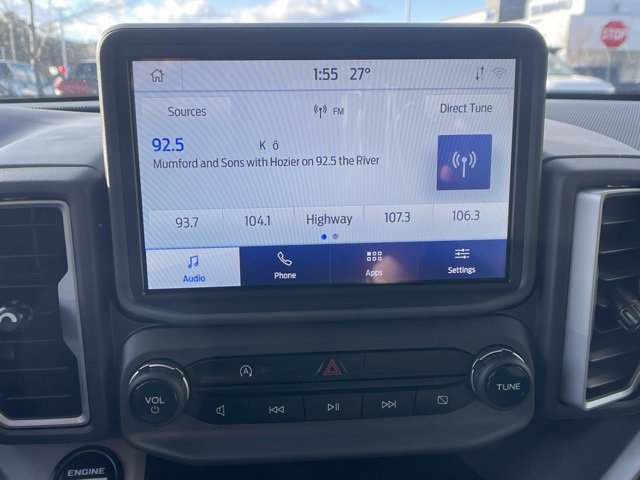 STOP
1:55 27°
Sources
FM
Direct Tune
92.5
K ô
Mumford and Sons with Hozier on 92.5 the River
93.7 104.1 Highway 107.3 106.3
Audio
Phone
Apps
Settings
VOL
TUNE
ENGINE